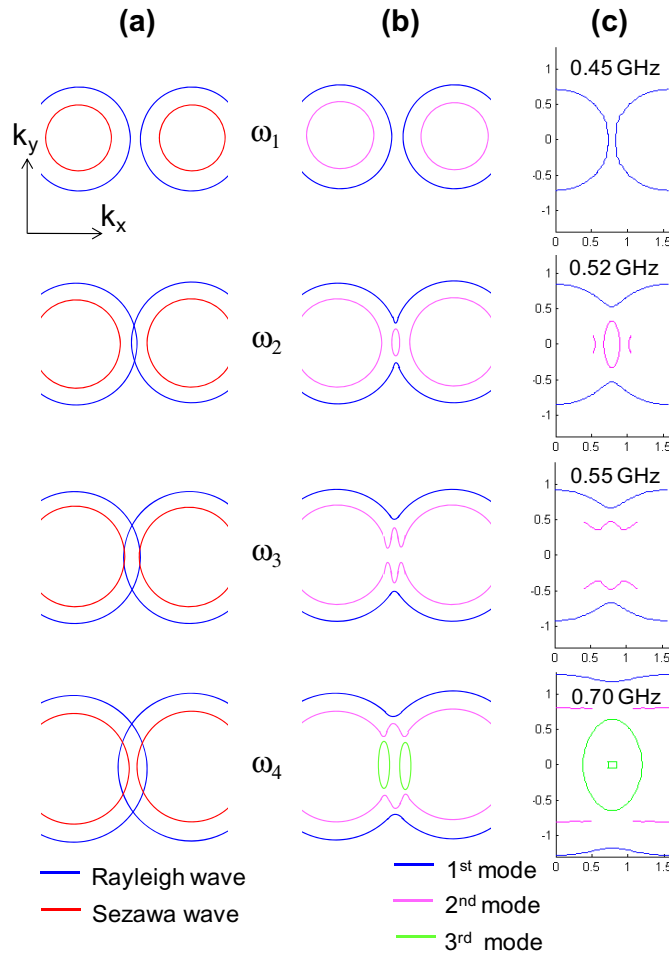 (a) (b) (c)
k_y
k_x
ω₁
0.45 GHz
1
0.5
0
-0.5
-1
0 0.5 1 1.5
ω₂
0.52 GHz
1
0.5
0
-0.5
-1
0 0.5 1 1.5
ω₃
0.55 GHz
1
0.5
0
-0.5
-1
0 0.5 1 1.5
ω₄
0.70 GHz
1
0.5
0
-0.5
-1
0 0.5 1 1.5
Rayleigh wave
Sezawa wave
1st mode
2nd mode
3rd mode